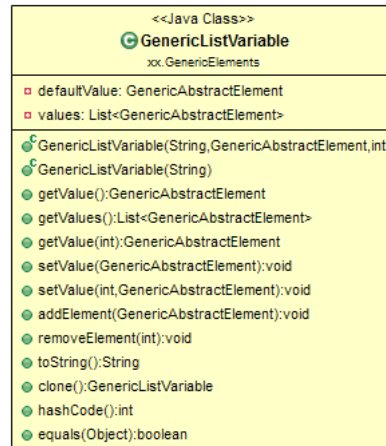 <<Java Class>>
GenericListVariable
xx.GenericElements
defaultValue: GenericAbstractElement
values: List<GenericAbstractElement>
GenericListVariable(String,GenericAbstractElement,int
GenericListVariable(String)
getValue():GenericAbstractElement
getValues():List<GenericAbstractElement>
getValue(int):GenericAbstractElement
setValue(GenericAbstractElement):void
setValue(int,GenericAbstractElement):void
addElement(GenericAbstractElement):void
removeElement(int):void
toString():String
clone():GenericListVariable
hashCode():int
equals(Object):boolean